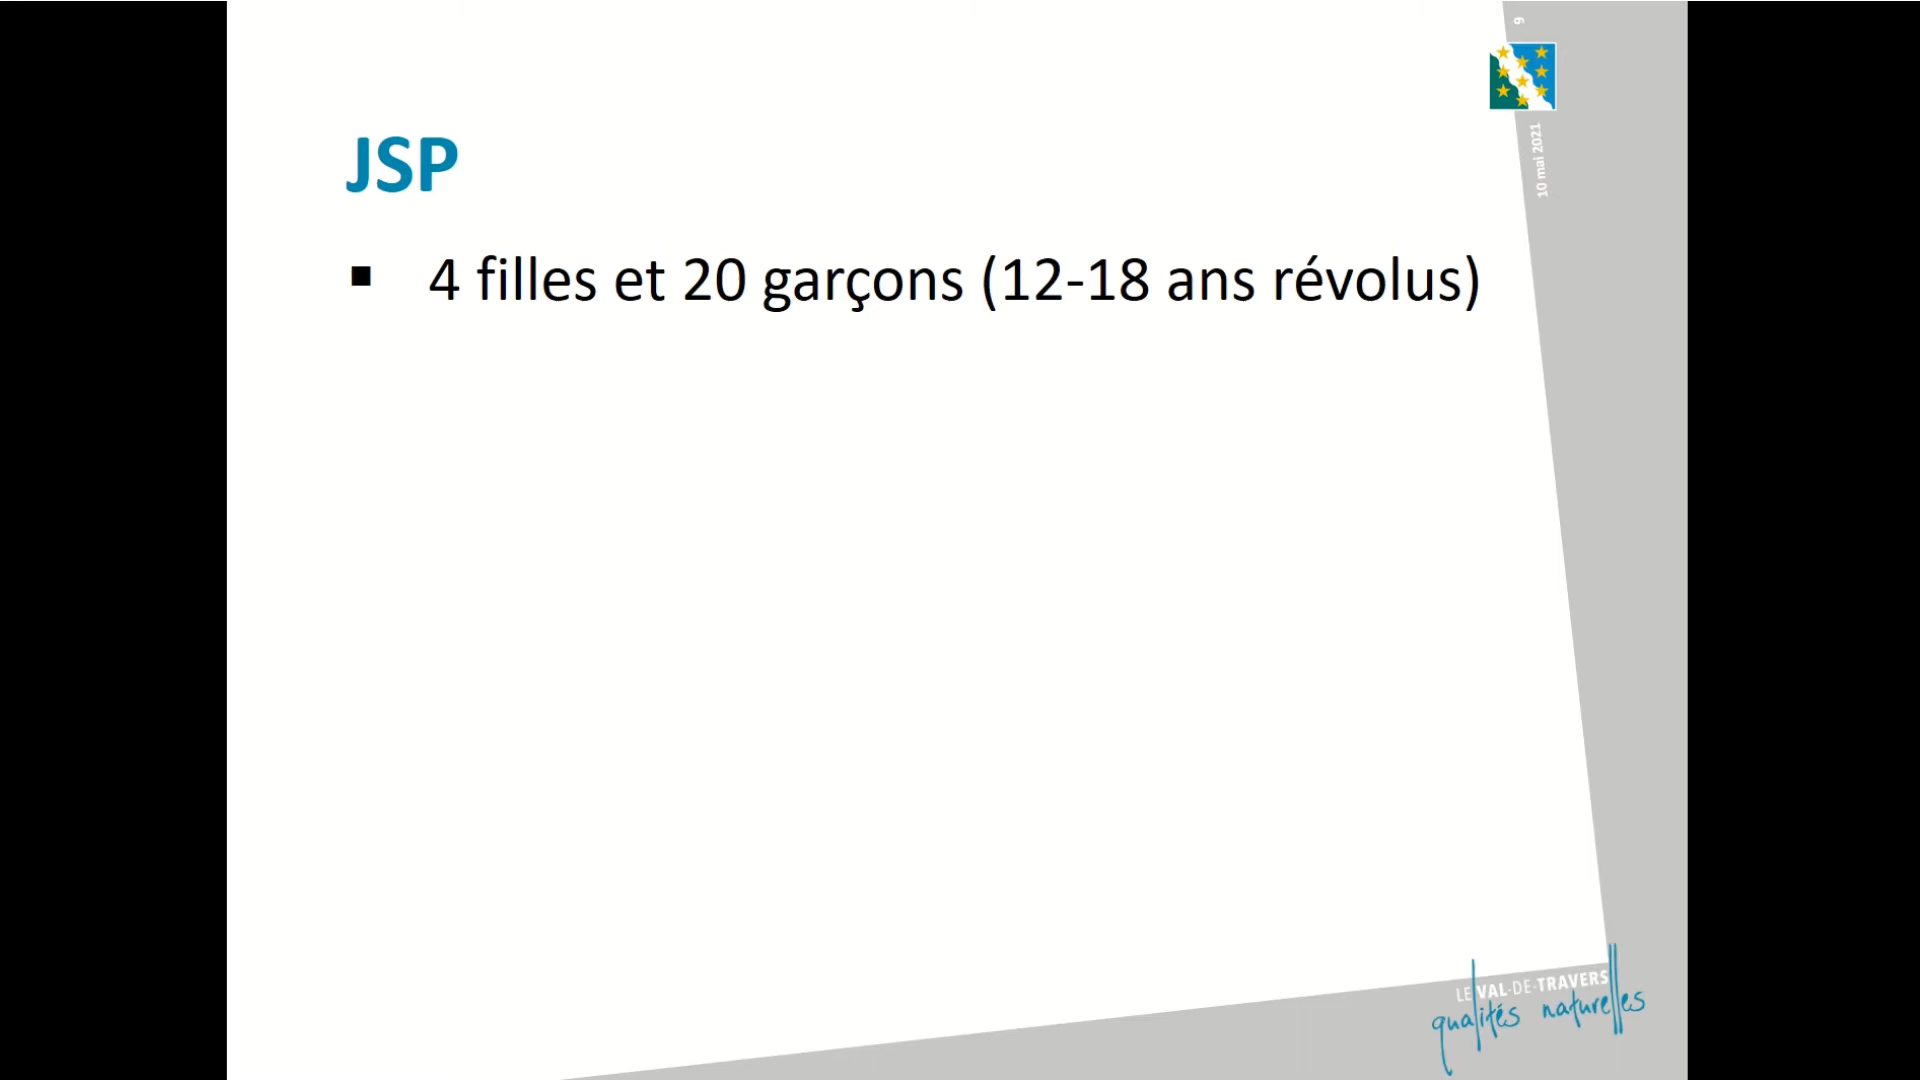 9
10 mai 2021
JSP
▪ 4 filles et 20 garçons (12-18 ans révolus)
LE VAL-DE-TRAVERS
qualités naturelles